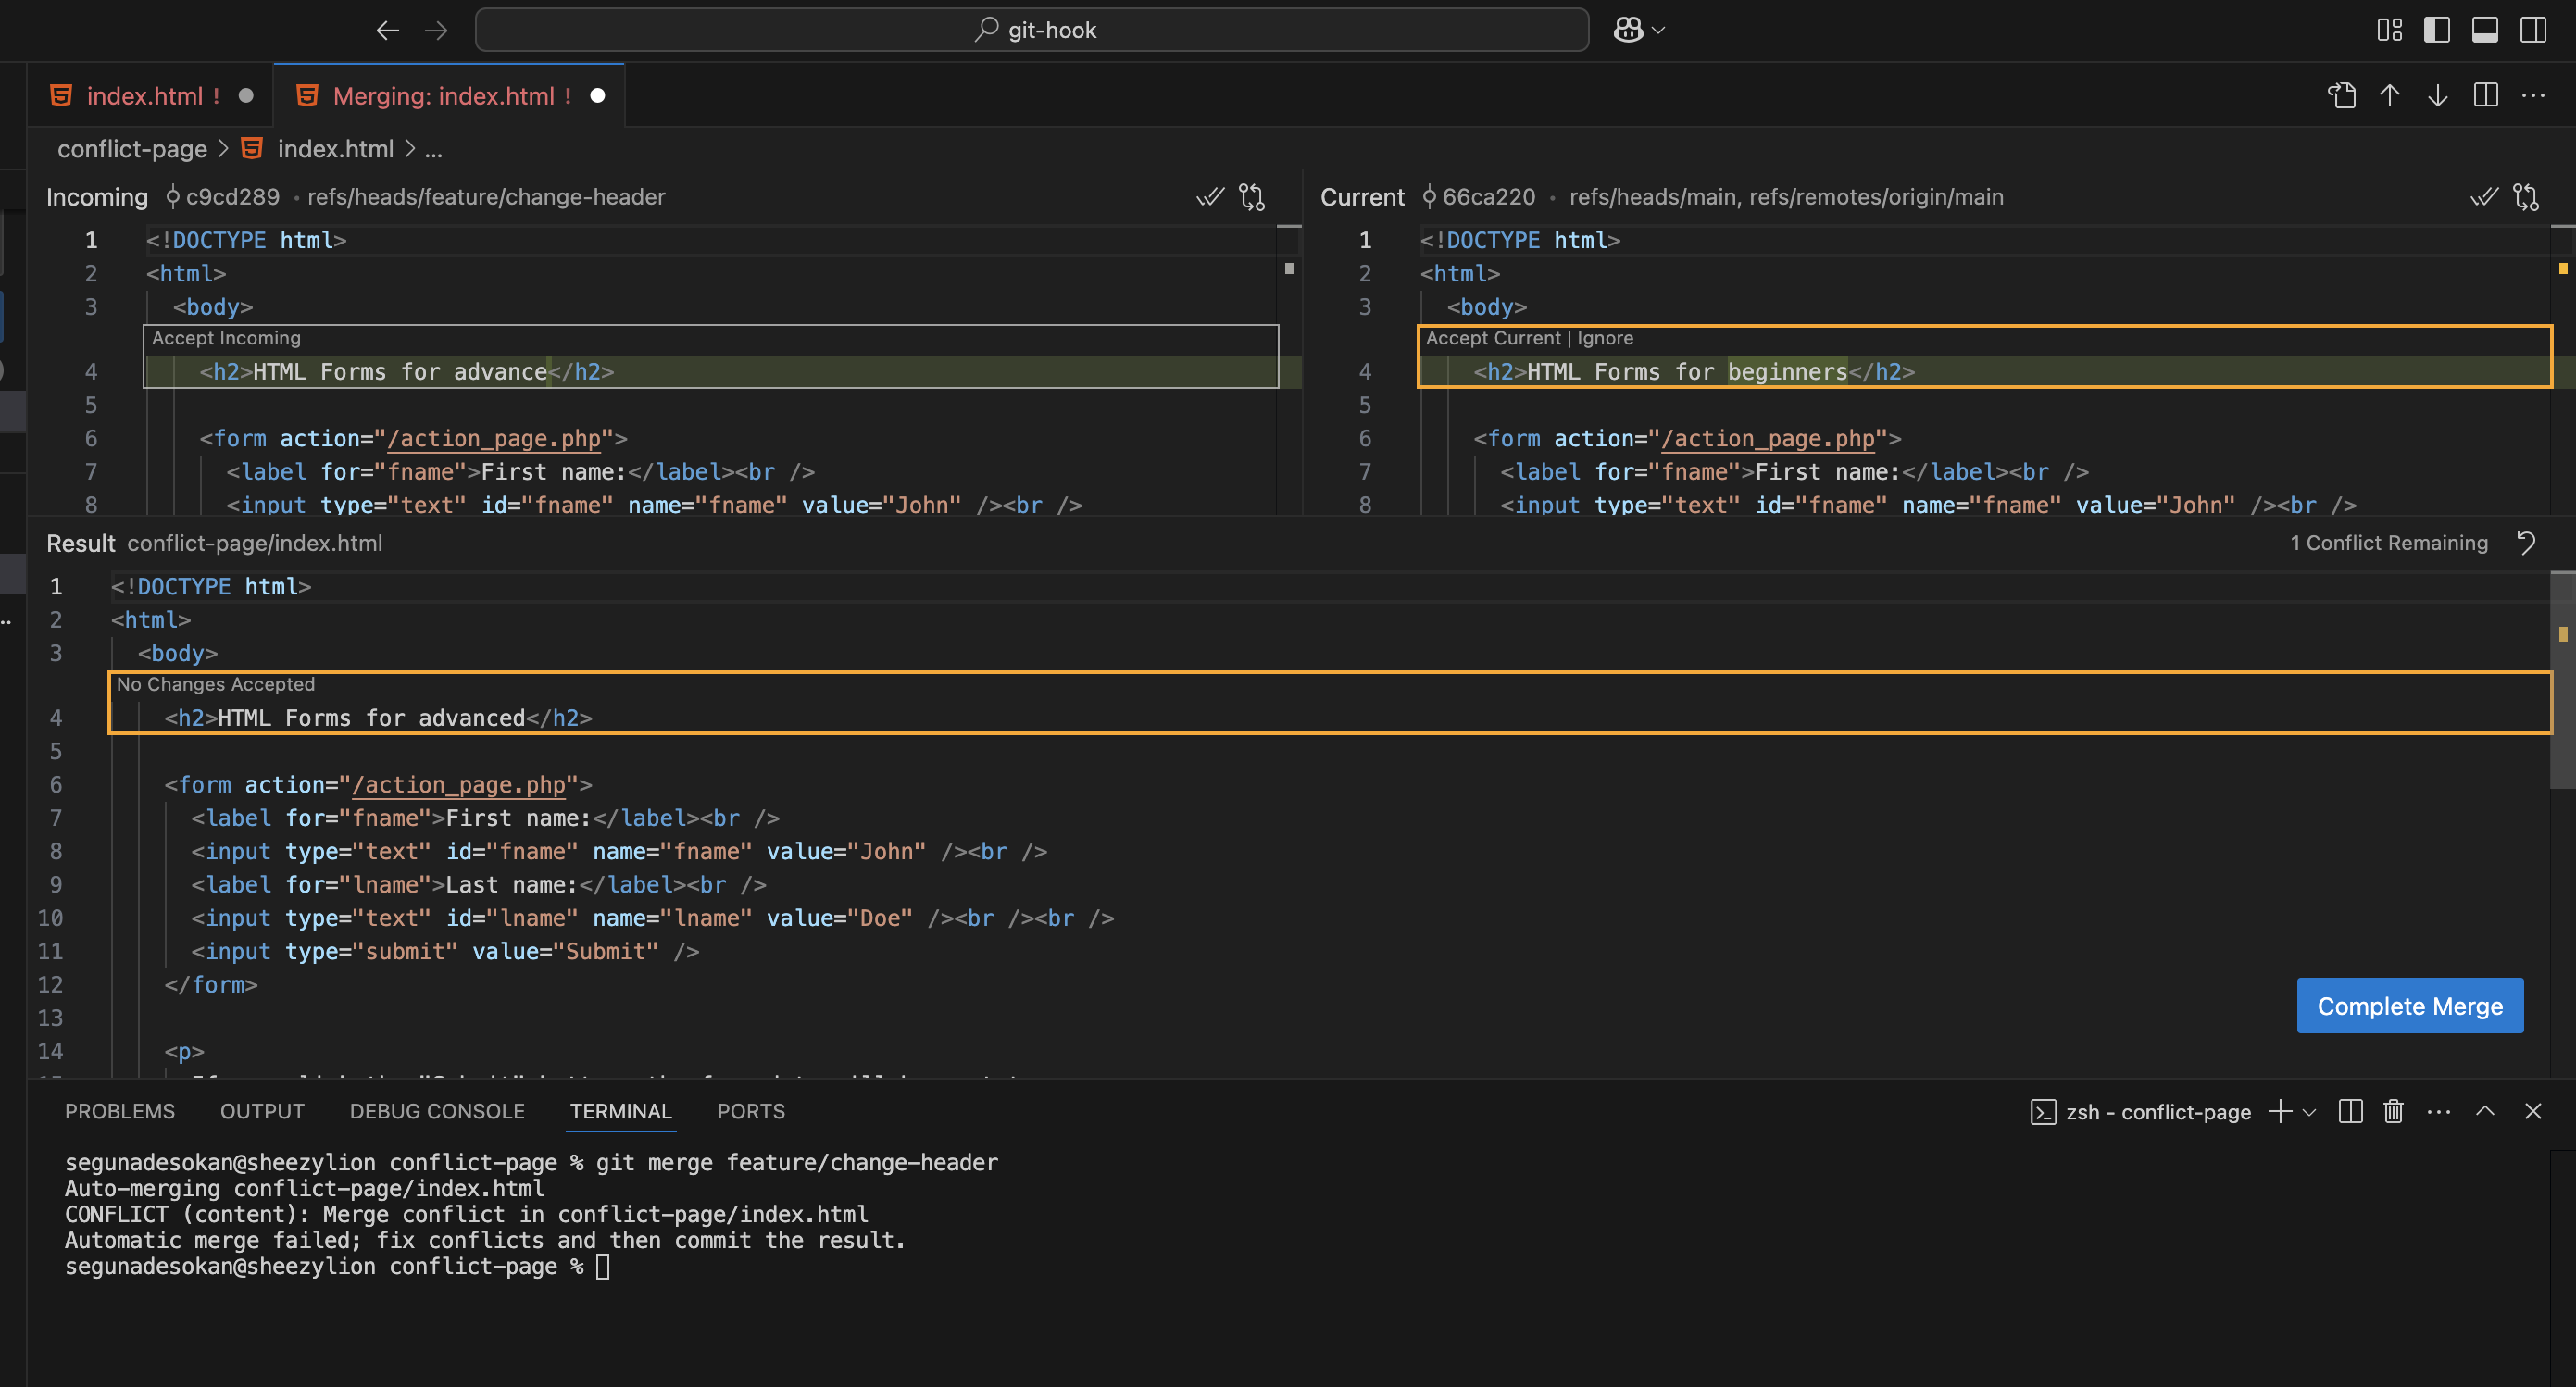 git-hook
index.html !
Merging: index.html !
conflict-page > index.html > ...
Incoming c9cd289 • refs/heads/feature/change-header
1 <!DOCTYPE html>
2 <html>
3 <body>
Accept Incoming
4 <h2>HTML Forms for advance</h2>
5
6 <form action="/action_page.php">
7 <label for="fname">First name:</label><br />
8 <input type="text" id="fname" name="fname" value="John" /><br />
Current 66ca220 • refs/heads/main, refs/remotes/origin/main
1 <!DOCTYPE html>
2 <html>
3 <body>
Accept Current | Ignore
4 <h2>HTML Forms for beginners</h2>
5
6 <form action="/action_page.php">
7 <label for="fname">First name:</label><br />
8 <input type="text" id="fname" name="fname" value="John" /><br />
Result conflict-page/index.html
1 Conflict Remaining
1 <!DOCTYPE html>
2 <html>
3 <body>
No Changes Accepted
4 <h2>HTML Forms for advanced</h2>
5
6 <form action="/action_page.php">
7 <label for="fname">First name:</label><br />
8 <input type="text" id="fname" name="fname" value="John" /><br />
9 <label for="lname">Last name:</label><br />
10 <input type="text" id="lname" name="lname" value="Doe" /><br /><br />
11 <input type="submit" value="Submit" />
12 </form>
13
14 <p>
Complete Merge
PROBLEMS OUTPUT DEBUG CONSOLE TERMINAL PORTS
zsh - conflict-page
segunadesokan@sheezylion conflict-page % git merge feature/change-header
Auto-merging conflict-page/index.html
CONFLICT (content): Merge conflict in conflict-page/index.html
Automatic merge failed; fix conflicts and then commit the result.
segunadesokan@sheezylion conflict-page %